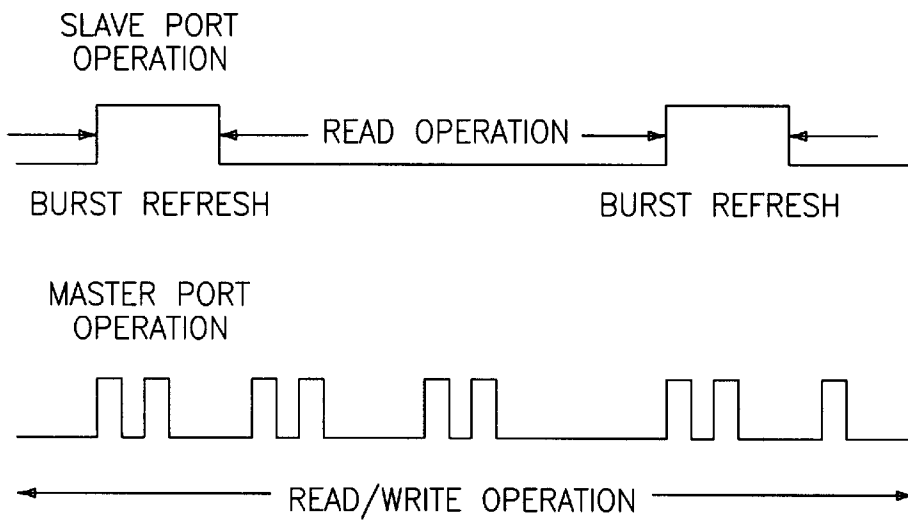 SLAVE PORT
OPERATION
READ OPERATION
BURST REFRESH
BURST REFRESH
MASTER PORT
OPERATION
READ/WRITE OPERATION